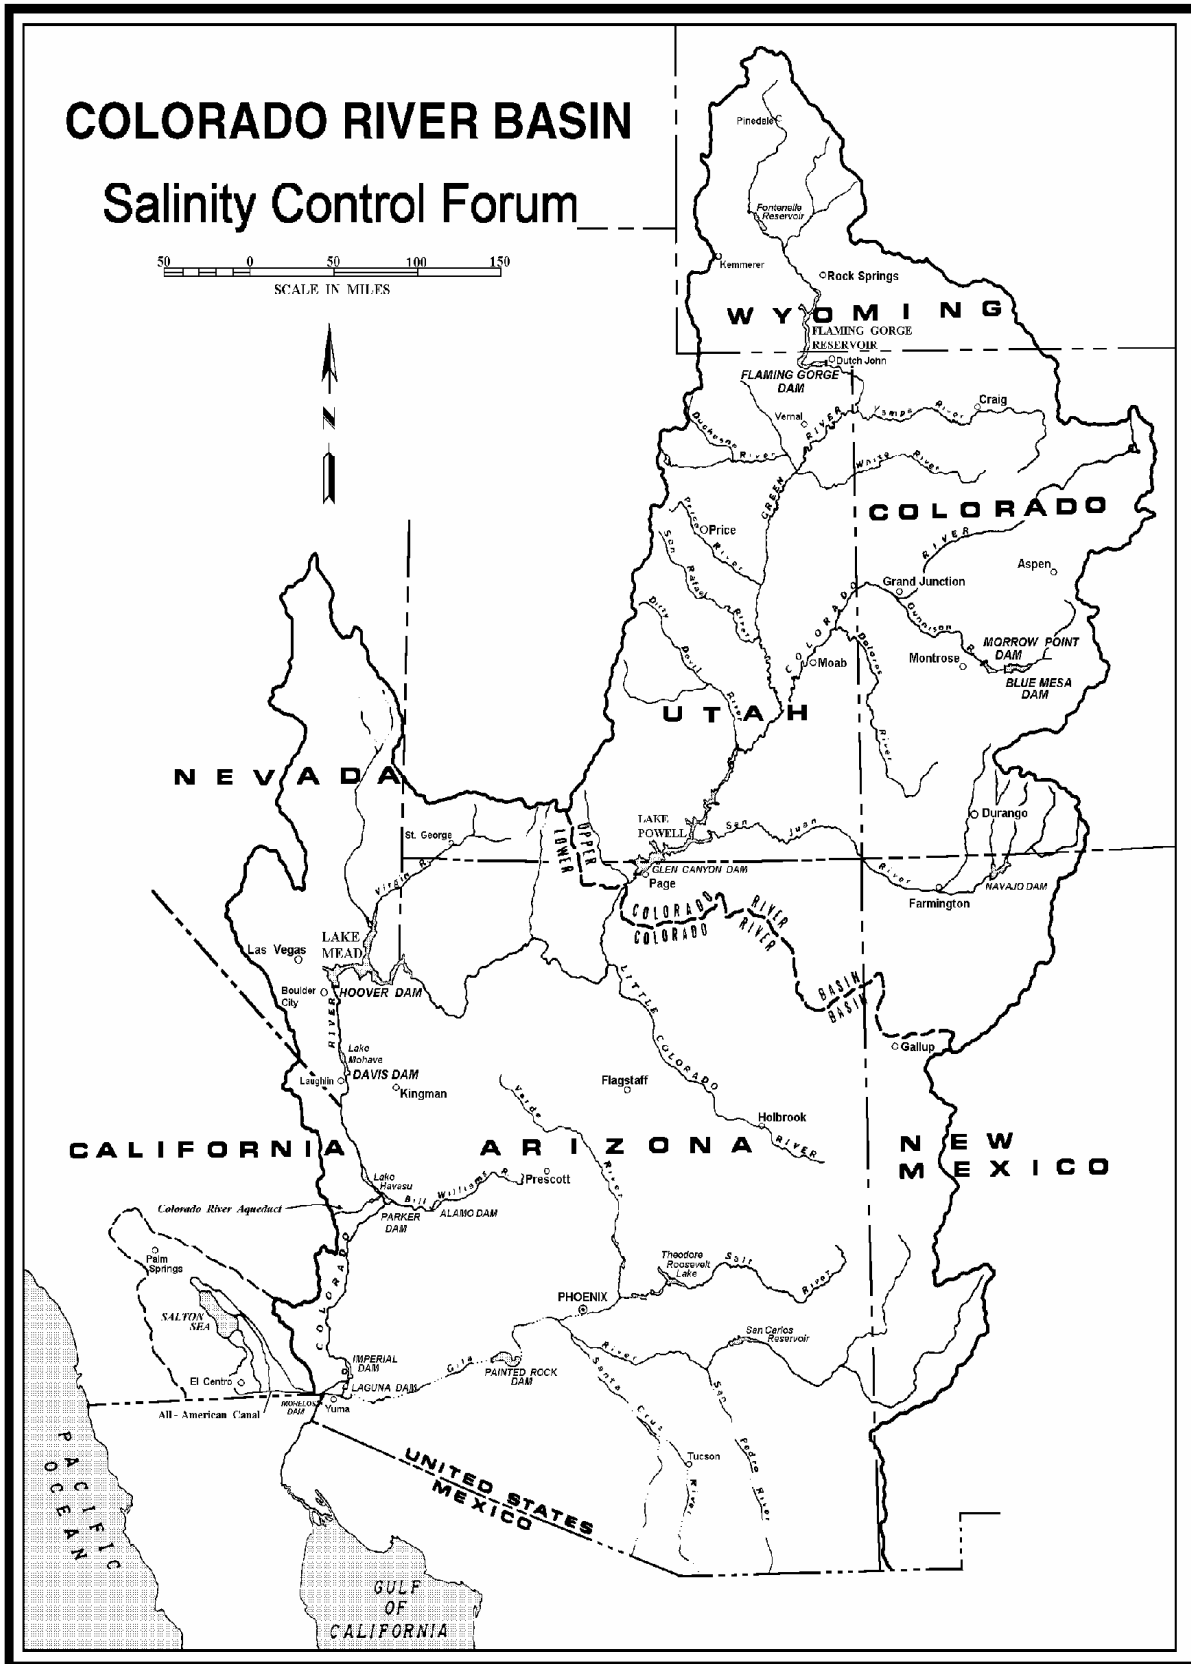 COLORADO RIVER BASIN
Salinity Control Forum
50 0 50 100 150
SCALE IN MILES
N
Pinedale
Fontenelle
Reservoir
Kemmerer
Rock Springs
WYOMING
FLAMING GORGE
RESERVOIR
Dutch John
FLAMING GORGE
DAM
Craig
Yampa River
Vernal
GREEN RIVER
Duchesne River
White River
COLORADO
Price
Price River
San Rafael River
RIVER
Aspen
Grand Junction
COLORADO
Gunnison R.
Dirty Devil River
Moab
Dolores River
Montrose
MORROW POINT
DAM
BLUE MESA
DAM
UTAH
NEVADA
St. George
Virgin R.
UPPER
LOWER
LAKE
POWELL
San Juan River
Durango
GLEN CANYON DAM
Page
NAVAJO DAM
Farmington
COLORADO RIVER BASIN
COLORADO RIVER BASIN
Las Vegas
LAKE
MEAD
Boulder
City
HOOVER DAM
RIVER
LITTLE COLORADO RIVER
Gallup
Lake
Mohave
DAVIS DAM
Laughlin
Kingman
Flagstaff
Verde River
Holbrook
CALIFORNIA
ARIZONA
NEW
MEXICO
Lake
Havasu
Bill Williams R.
Prescott
Colorado River Aqueduct
PARKER
DAM
ALAMO DAM
COLORADO
Palm
Springs
Theodore
Roosevelt
Lake
Salt River
PHOENIX
SALTON
SEA
San Carlos
Reservoir
IMPERIAL
DAM
Gila River
PAINTED ROCK
DAM
El Centro
LAGUNA DAM
MORELOS
DAM
Yuma
All-American Canal
Santa Cruz River
San Pedro River
Tucson
UNITED STATES
MEXICO
PACIFIC
OCEAN
GULF
OF
CALIFORNIA